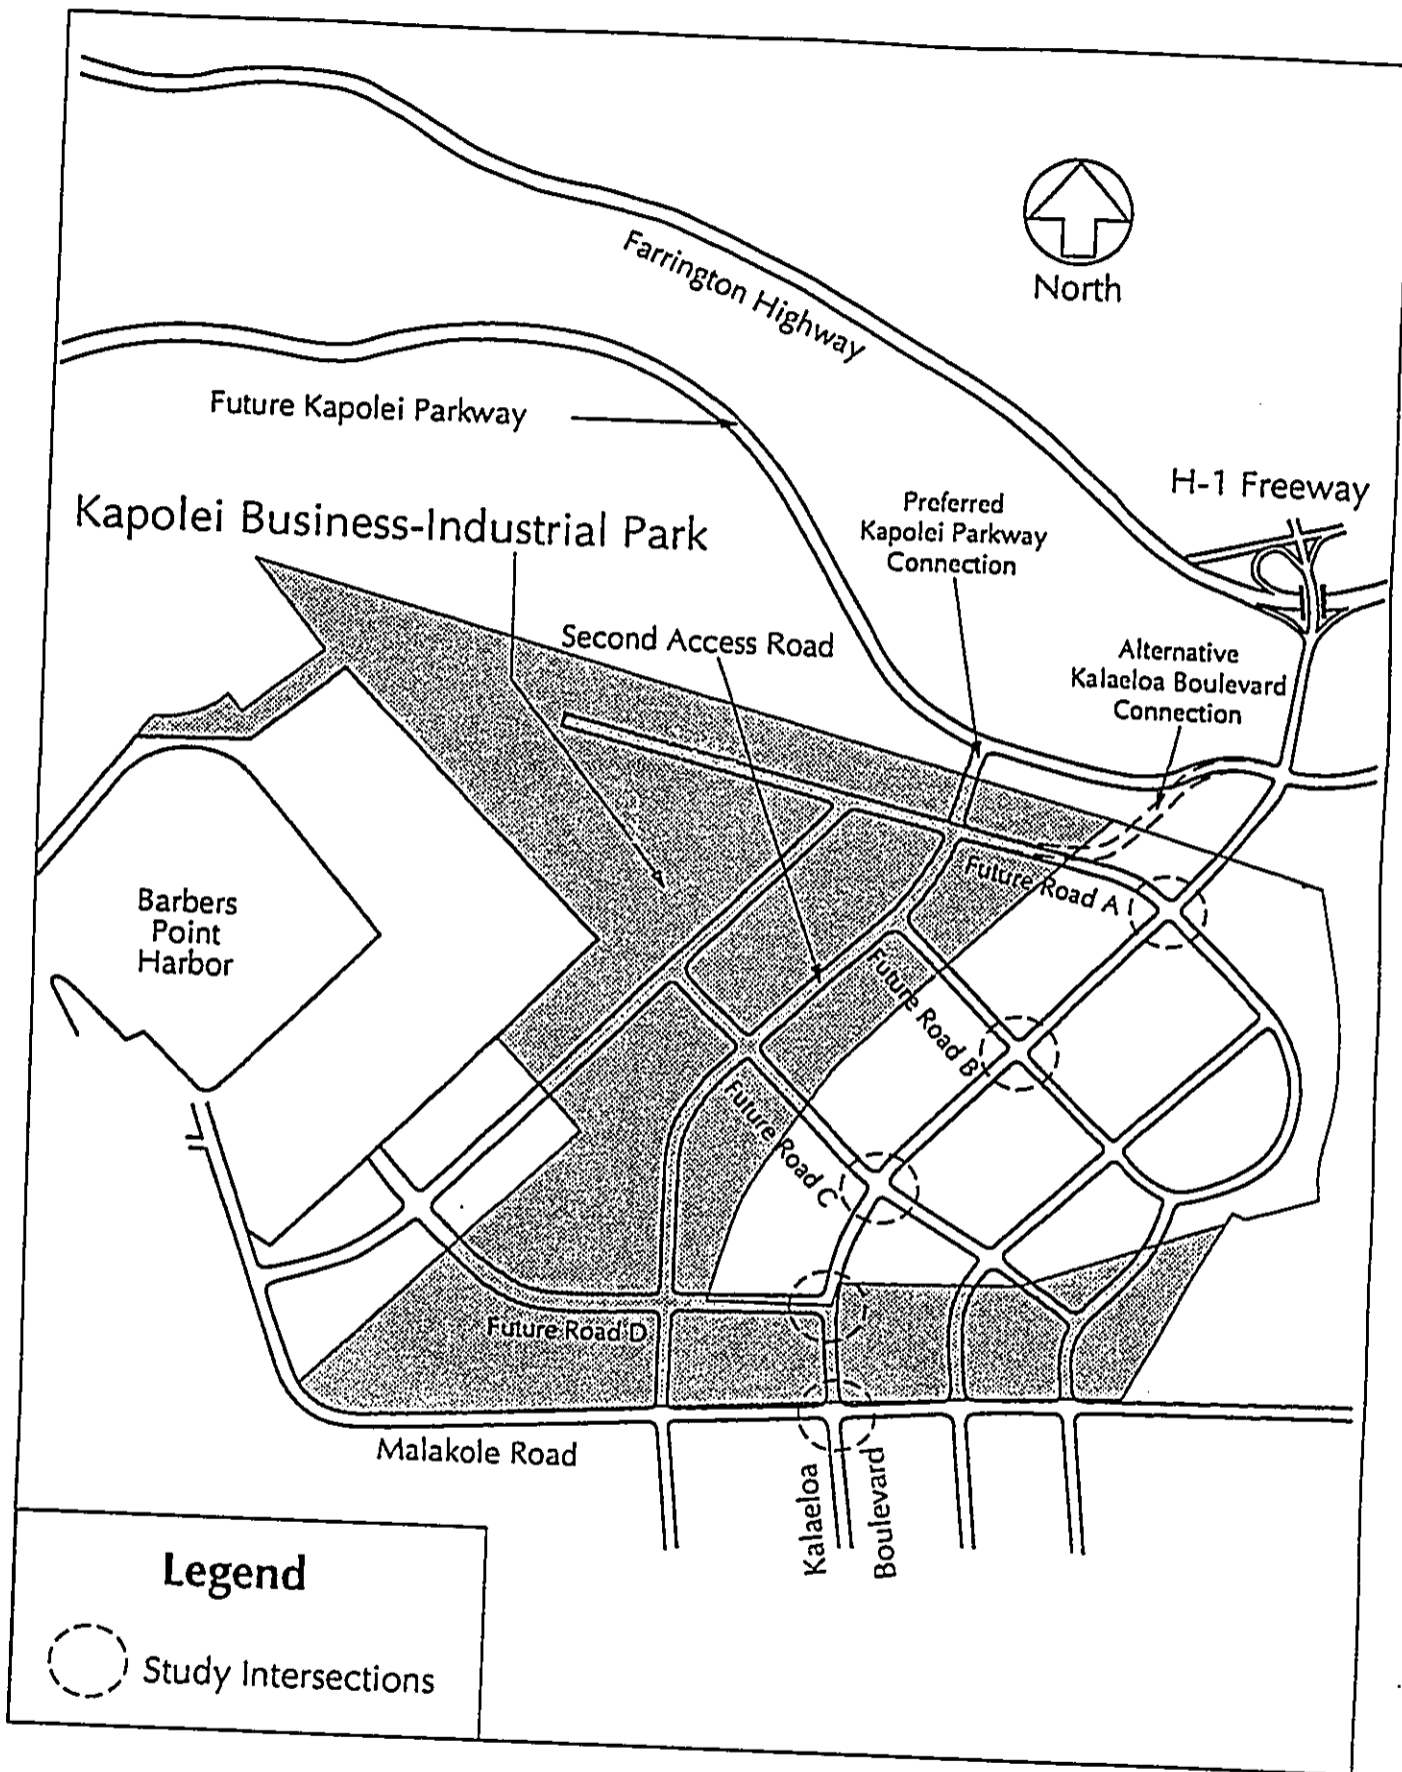 North
Farrington Highway
Future Kapolei Parkway
H-1 Freeway
Preferred
Kapolei Parkway
Connection
Kapolei Business-Industrial Park
Second Access Road
Alternative
Kalaeloa Boulevard
Connection
Future Road A
Barbers
Point
Harbor
Future Road B
Future Road C
Future Road D
Malakole Road
Kalaeloa
Boulevard
Legend
Study Intersections